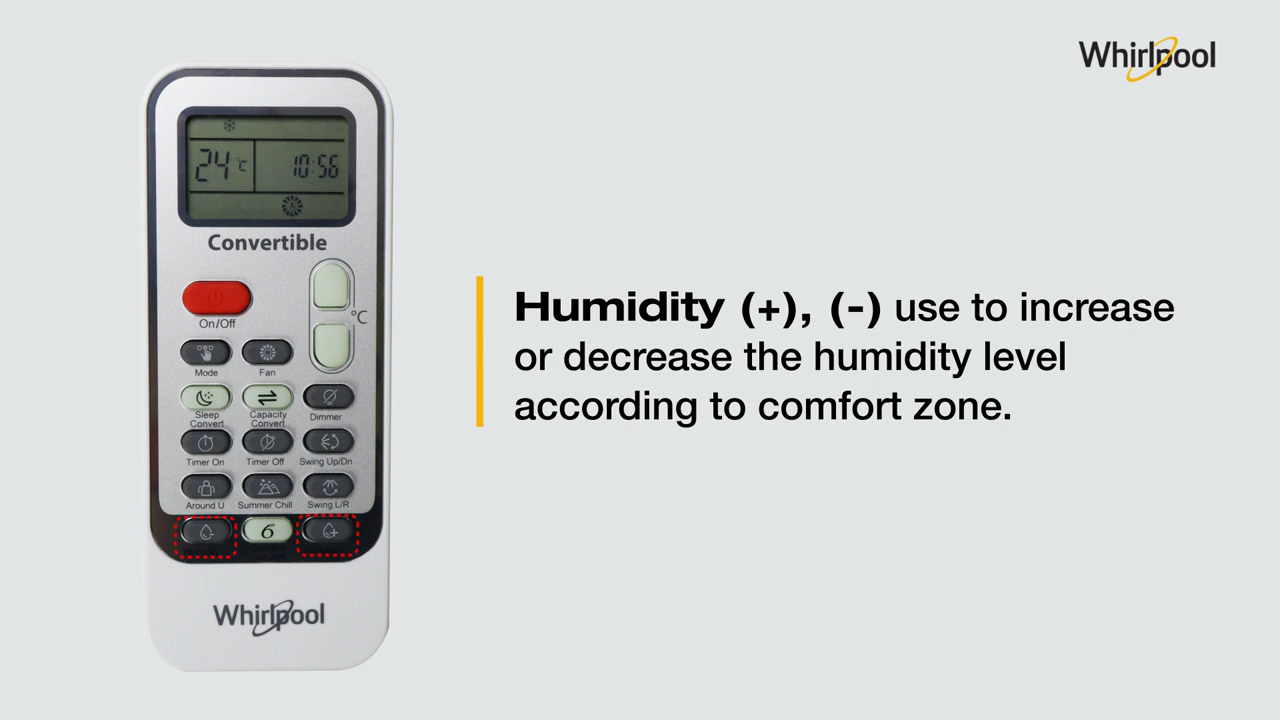 Whirlpool
24 °C
10:56
Convertible
On/Off
°C
Mode
Fan
Sleep
Convert
Capacity
Convert
Dimmer
Timer On
Timer Off
Swing Up/Dn
Around U
Summer Chill
Swing L/R
6
Whirlpool
Humidity (+), (-) use to increase
or decrease the humidity level
according to comfort zone.